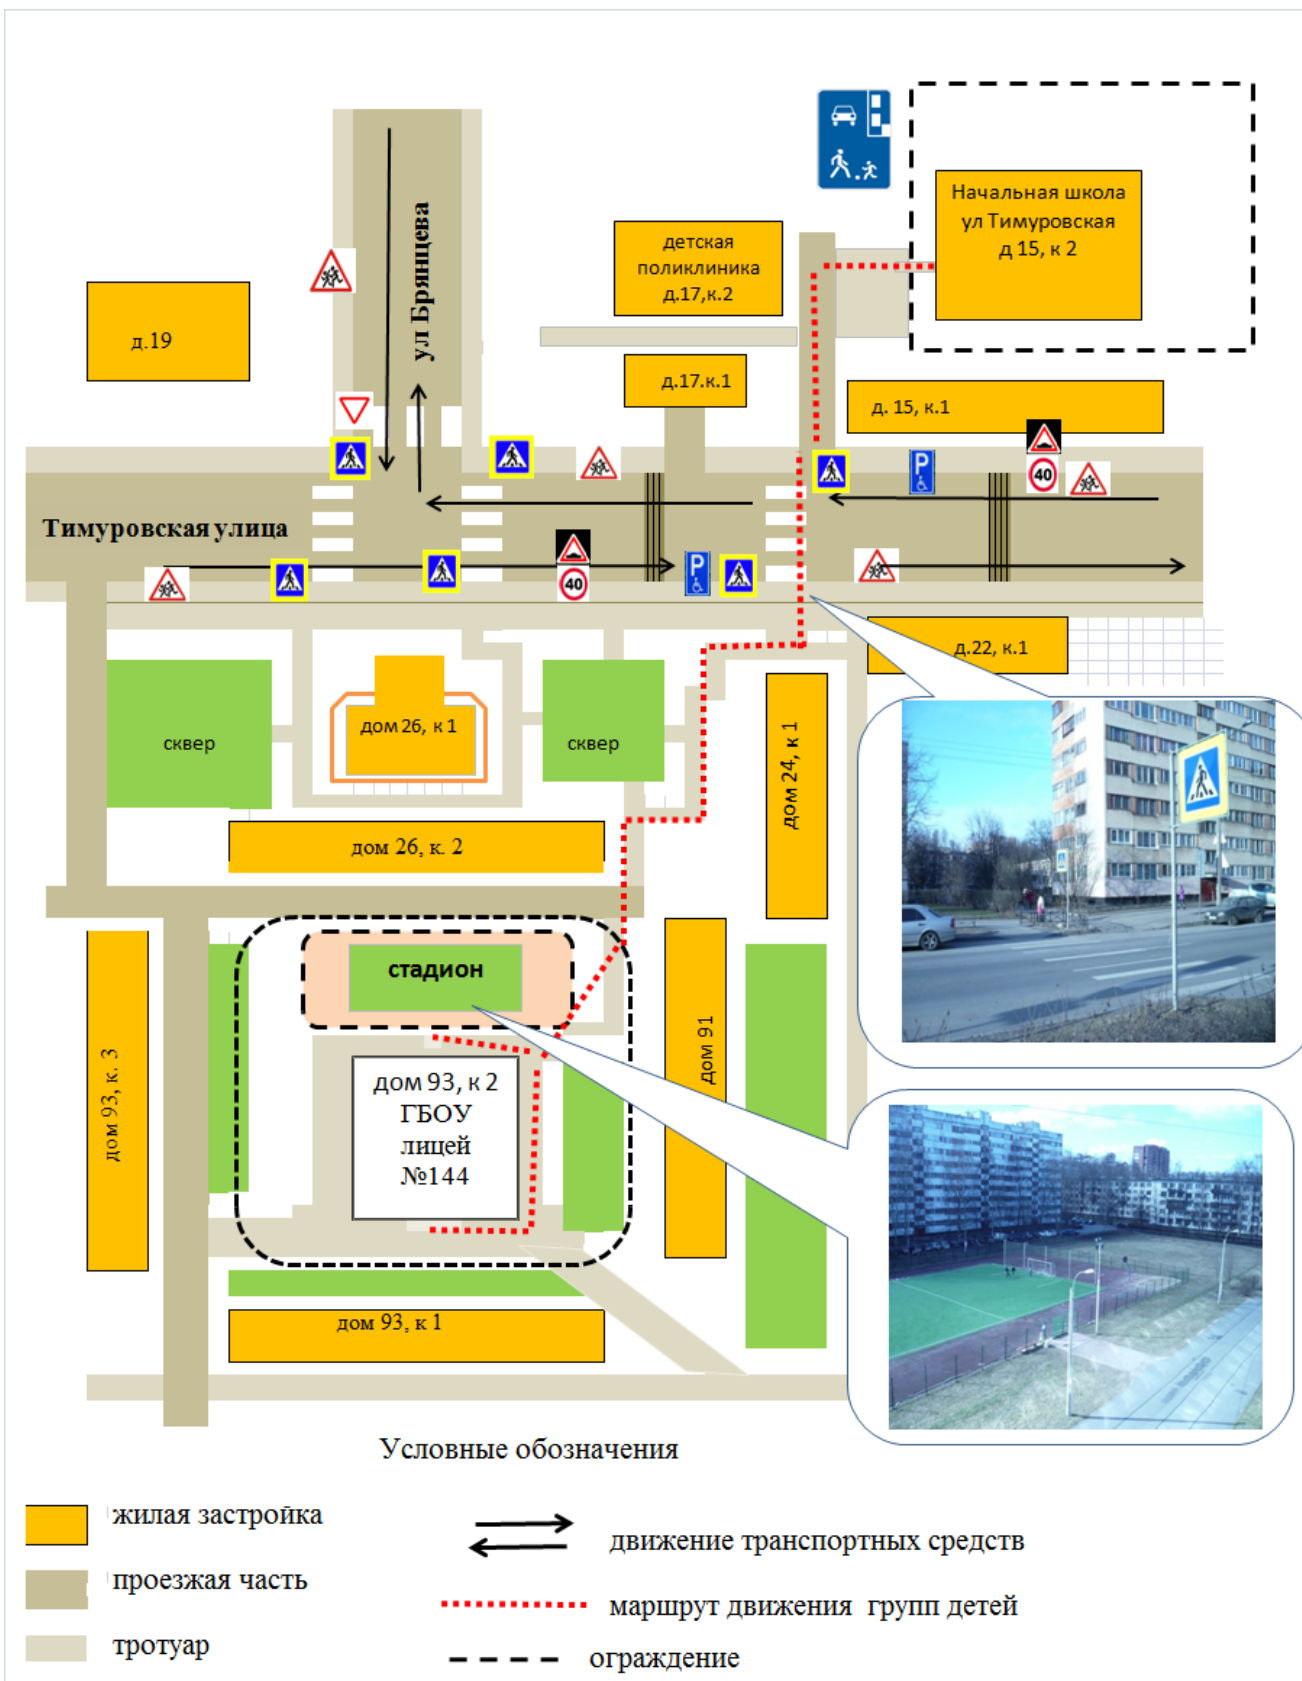 Начальная школа
ул Тимуровская
д 15, к 2
детская
поликлиника
д.17,к.2
ул Брянцева
д.19
д.17.к.1
д. 15, к.1
P
40
Тимуровская улица
P
40
д.22, к.1
сквер
дом 26, к 1
сквер
дом 24, к 1
дом 26, к. 2
стадион
дом 93, к. 3
дом 91
дом 93, к 2
ГБОУ
лицей
№144
дом 93, к 1
Условные обозначения
жилая застройка
движение транспортных средств
проезжая часть
маршрут движения групп детей
тротуар
ограждение